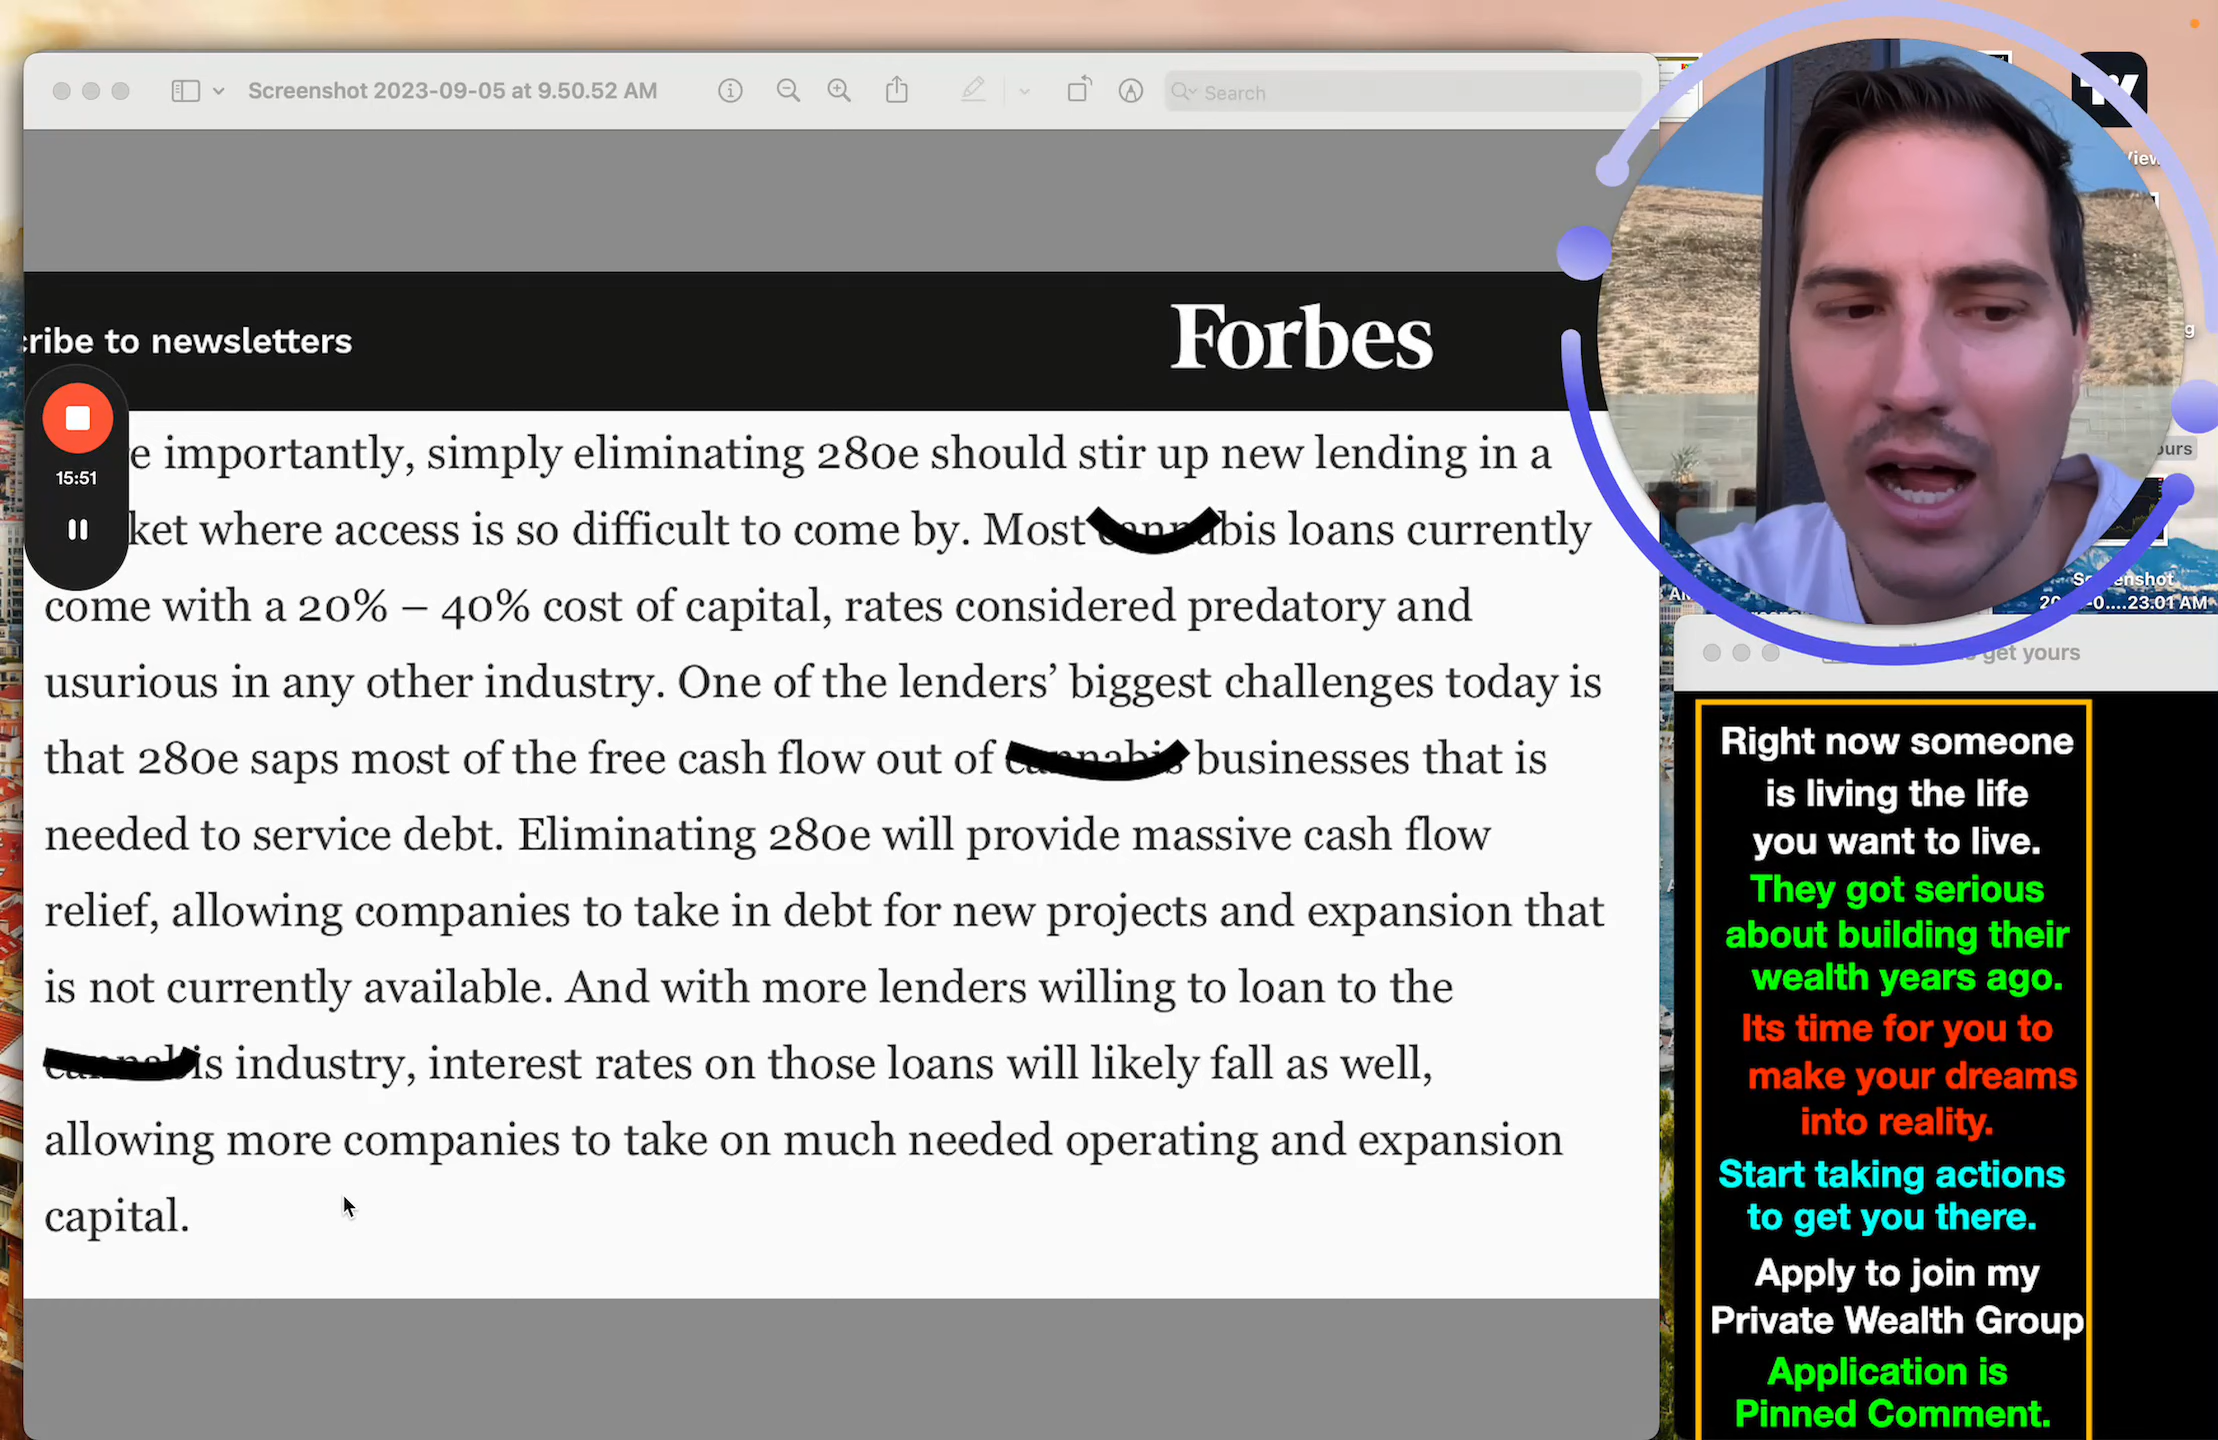 Screenshot 2023-09-05 at 9.50.52 AM
Search
cribe to newsletters
Forbes
15:51
e importantly, simply eliminating 280e should stir up new lending in a
ket where access is so difficult to come by. Most cannabis loans currently
come with a 20% – 40% cost of capital, rates considered predatory and
usurious in any other industry. One of the lenders’ biggest challenges today is
that 280e saps most of the free cash flow out of cannabis businesses that is
needed to service debt. Eliminating 280e will provide massive cash flow
relief, allowing companies to take in debt for new projects and expansion that
is not currently available. And with more lenders willing to loan to the
cannabis industry, interest rates on those loans will likely fall as well,
allowing more companies to take on much needed operating and expansion
capital.
get yours
Right now someone
is living the life
you want to live.
They got serious
about building their
wealth years ago.
Its time for you to
make your dreams
into reality.
Start taking actions
to get you there.
Apply to join my
Private Wealth Group
Application is
Pinned Comment.